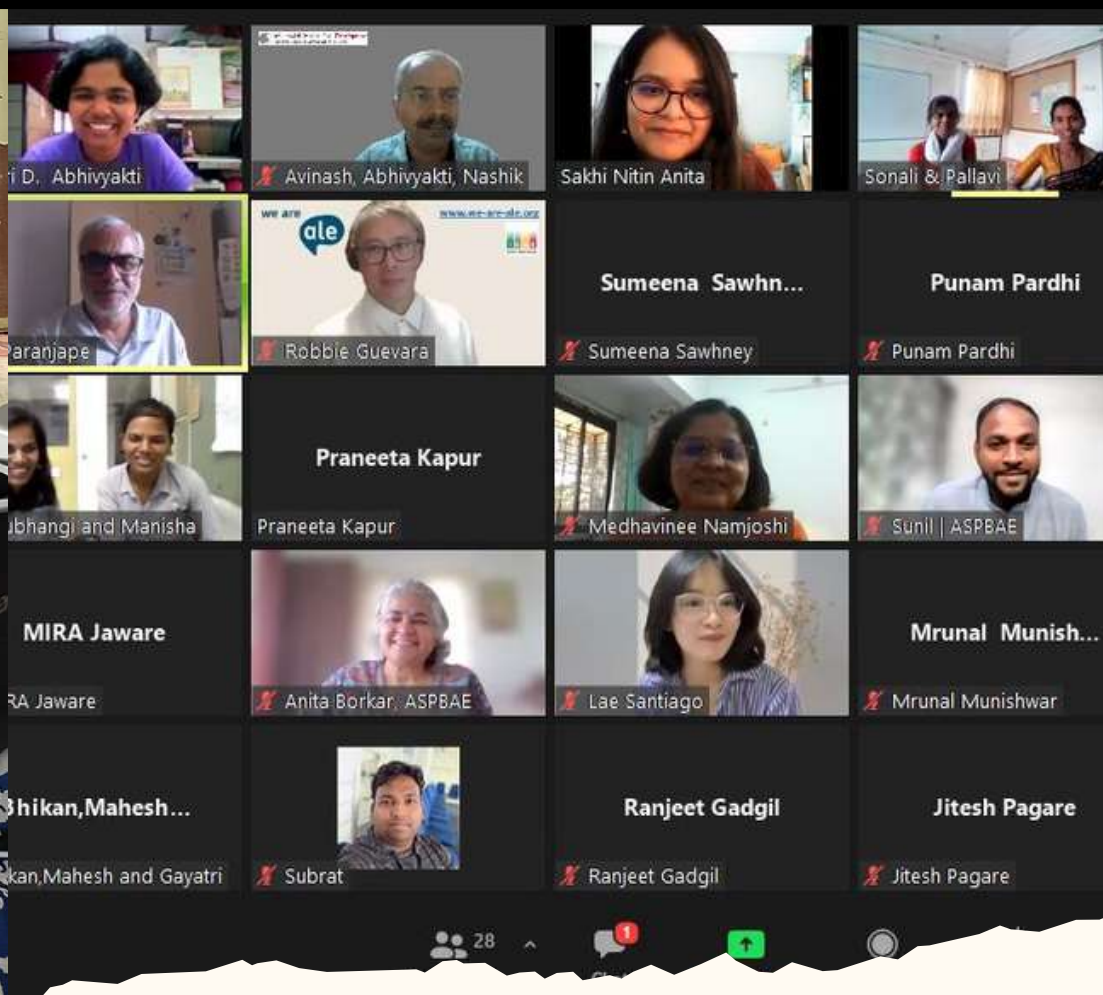 i D. Abhivyakti
Avinash, Abhivyakti, Nashik
Sakhi Nitin Anita
Sonali & Pallavi
aranjape
we are
ale
www.we-are-ale.org
Robbie Guevara
Sumeena Sawhn...
Sumeena Sawhney
Punam Pardhi
Punam Pardhi
ubhangi and Manisha
Praneeta Kapur
Praneeta Kapur
Medhavinee Namjoshi
Sunil | ASPBAE
MIRA Jaware
RA Jaware
Anita Borkar, ASPBAE
Lae Santiago
Mrunal Munish...
Mrunal Munishwar
Bhikan,Mahesh...
kan,Mahesh and Gayatri
Subrat
Ranjeet Gadgil
Ranjeet Gadgil
Jitesh Pagare
Jitesh Pagare
28
1